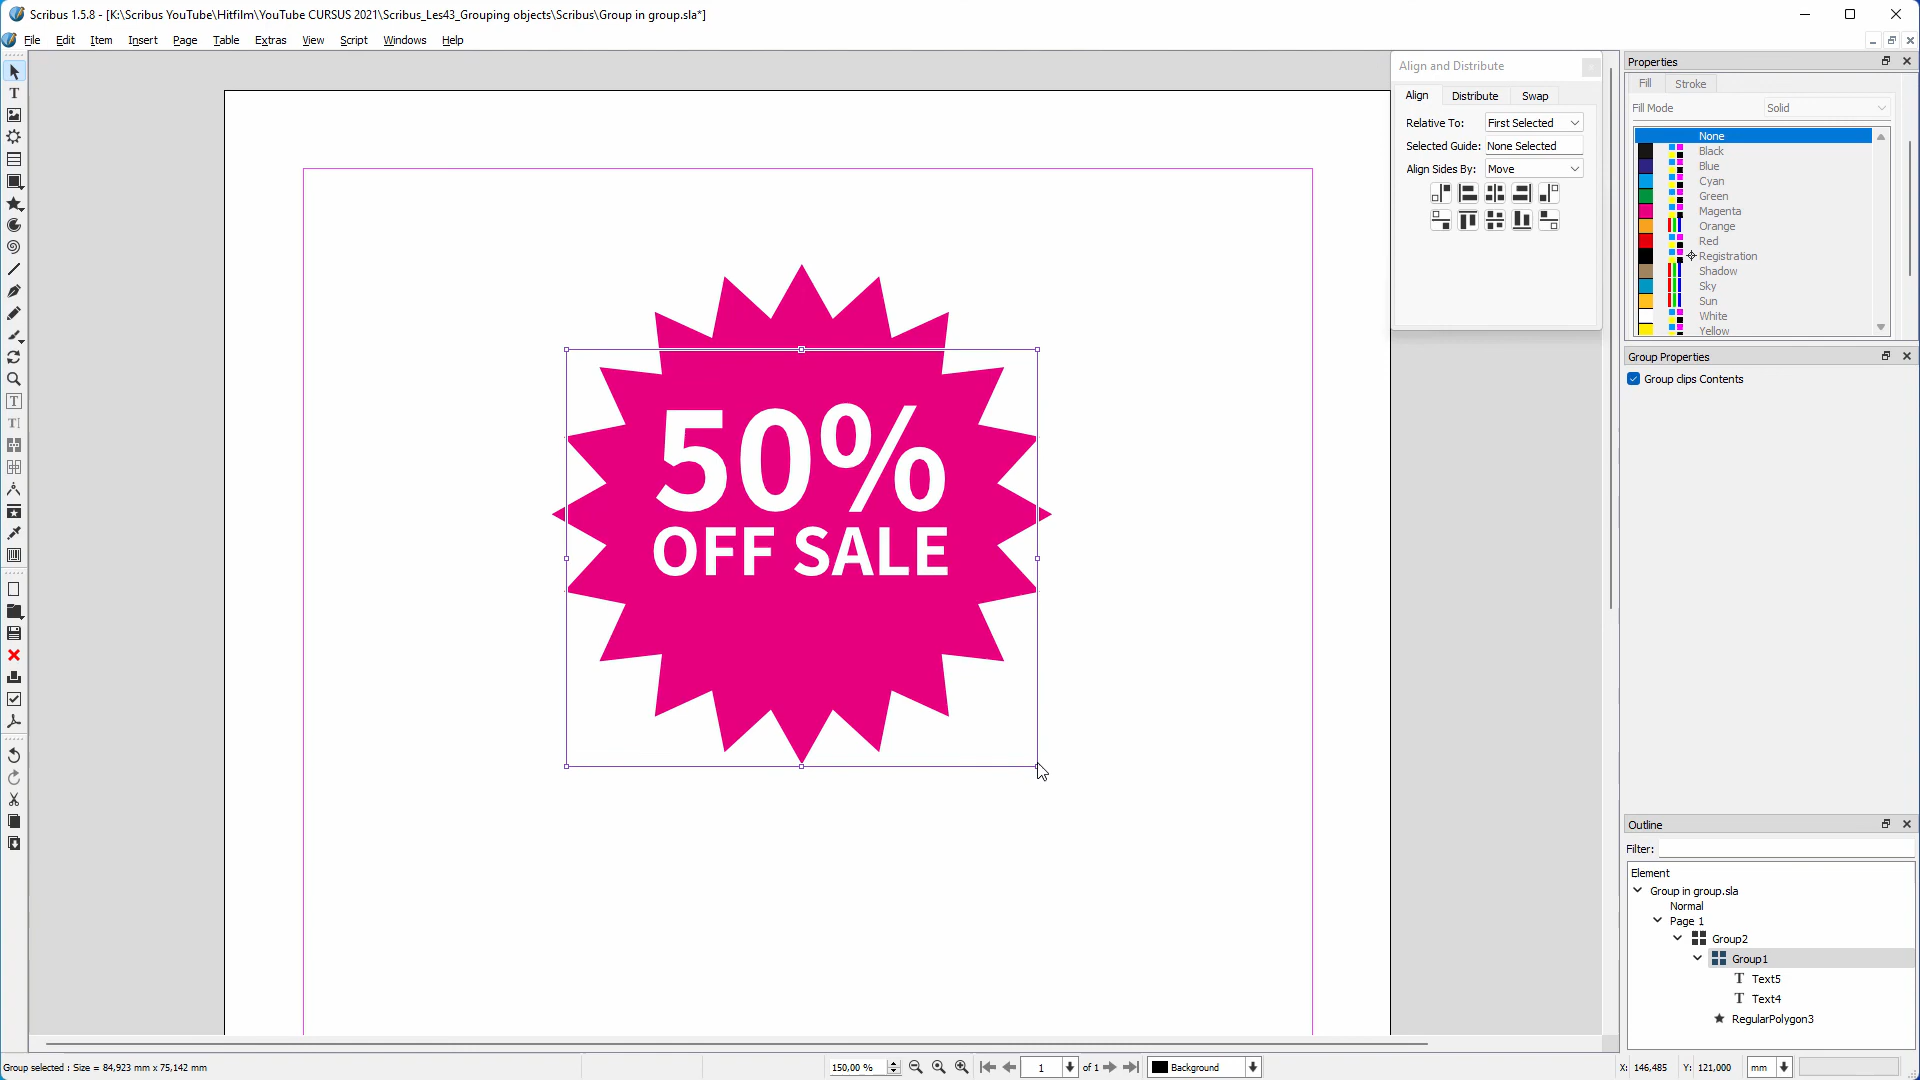 Scribus 1.5.8 - [K:\Scribus YouTube\Hitfilm\YouTube CURSUS 2021\Scribus_Les43_Grouping objects\Scribus\Group in group.sla*]
File Edit Item Insert Page Table Extras View Script Windows Help
Align and Distribute
Align Distribute Swap
Relative To: First Selected
Selected Guide: None Selected
Align Sides By: Move
Properties
Fill Stroke
Fill Mode Solid
None
Black
Blue
Cyan
Green
Magenta
Orange
Red
Registration
Shadow
Sky
Sun
White
Yellow
Group Properties
Group clips Contents
50%
OFF SALE
Outline
Filter:
Element
Group in group.sla
Normal
Page 1
Group2
Group1
T Text5
T Text4
RegularPolygon3
Group selected : Size = 84,923 mm x 75,142 mm
150,00 %
1 of 1
Background
X: 146,485 Y: 121,000 mm